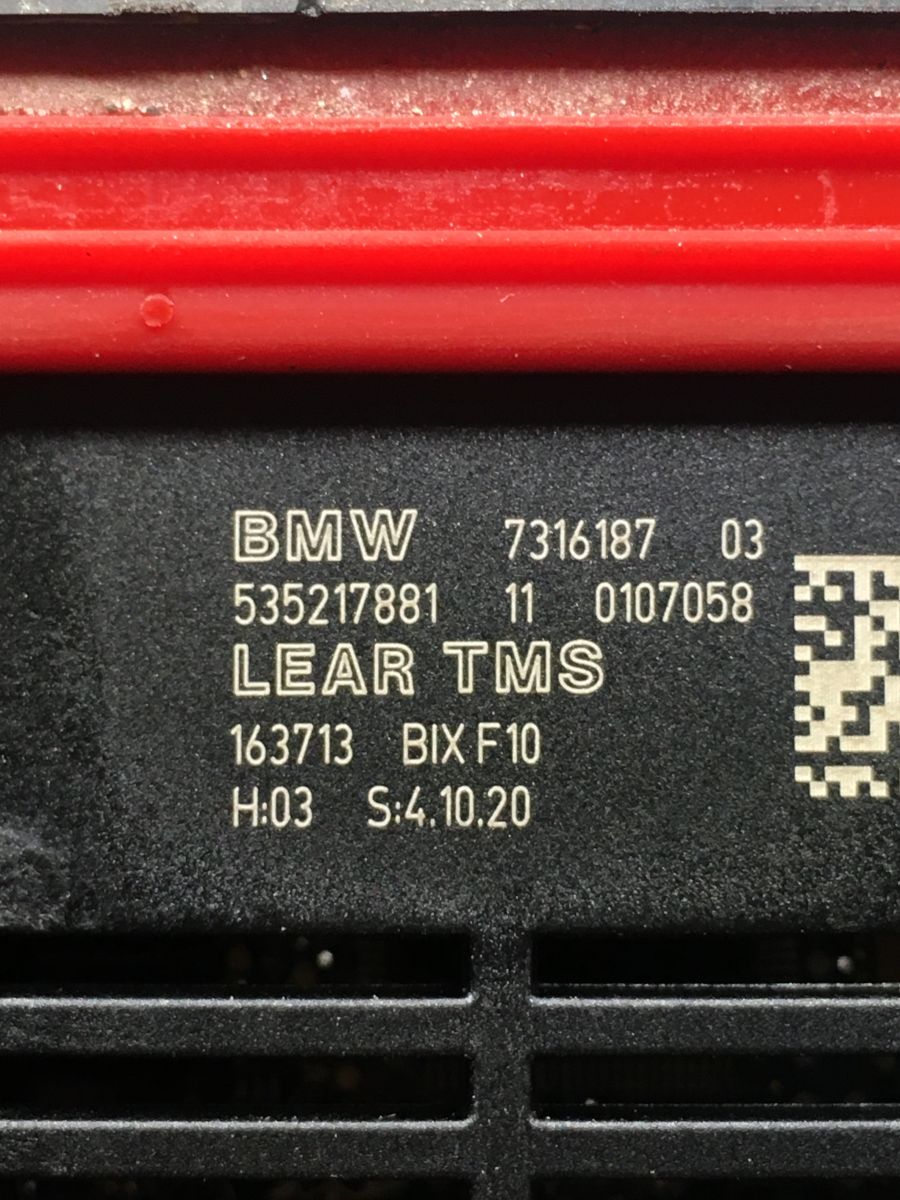 BMW 7316187 03
535217881 11 0107058
LEAR TMS
163713 BIX F10
H:03 S:4.10.20